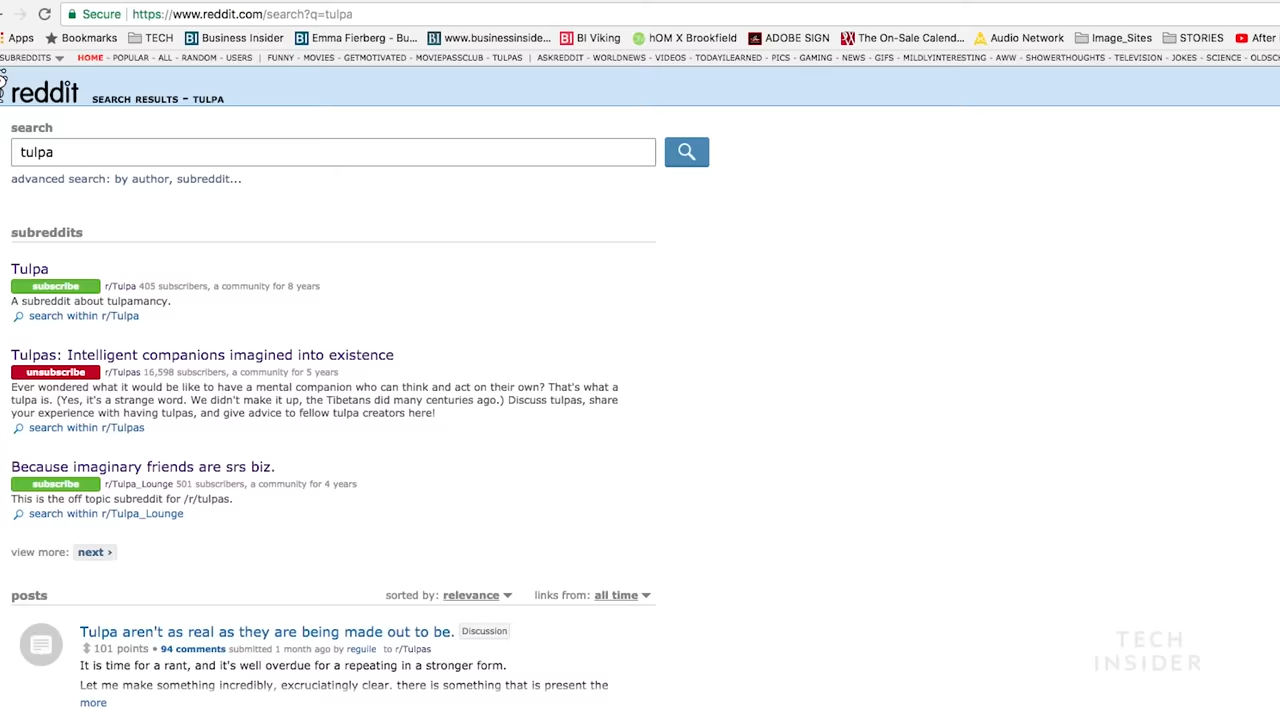 Secure https://www.reddit.com/search?q=tulpa
Apps Bookmarks TECH Business Insider Emma Fierberg - Bu... www.businessinside... BI Viking hOM X Brookfield ADOBE SIGN The On-Sale Calend... Audio Network Image_Sites STORIES After
SUBREDDITS HOME - POPULAR - ALL - RANDOM - USERS | FUNNY - MOVIES - GETMOTIVATED - MOVIEPASSCLUB - TULPAS | ASKREDDIT - WORLDNEWS - VIDEOS - TODAYILEARNED - PICS - GAMING - NEWS - GIFS - MILDLYINTERESTING - AWW - SHOWERTHOUGHTS - TELEVISION - JOKES - SCIENCE - OLDSC
reddit SEARCH RESULTS - TULPA
search
tulpa
advanced search: by author, subreddit...
subreddits
Tulpa
subscribe r/Tulpa 405 subscribers, a community for 8 years
A subreddit about tulpamancy.
search within r/Tulpa
Tulpas: Intelligent companions imagined into existence
unsubscribe r/Tulpas 16,598 subscribers, a community for 5 years
Ever wondered what it would be like to have a mental companion who can think and act on their own? That's what a
tulpa is. (Yes, it's a strange word. We didn't make it up, the Tibetans did many centuries ago.) Discuss tulpas, share
your experience with having tulpas, and give advice to fellow tulpa creators here!
search within r/Tulpas
Because imaginary friends are srs biz.
subscribe r/Tulpa_Lounge 501 subscribers, a community for 4 years
This is the off topic subreddit for /r/tulpas.
search within r/Tulpa_Lounge
view more: next ›
posts sorted by: relevance links from: all time
Tulpa aren't as real as they are being made out to be. Discussion
101 points • 94 comments submitted 1 month ago by reguile to r/Tulpas
It is time for a rant, and it's well overdue for a repeating in a stronger form.
Let me make something incredibly, excruciatingly clear. there is something that is present the
more
TECH
INSIDER